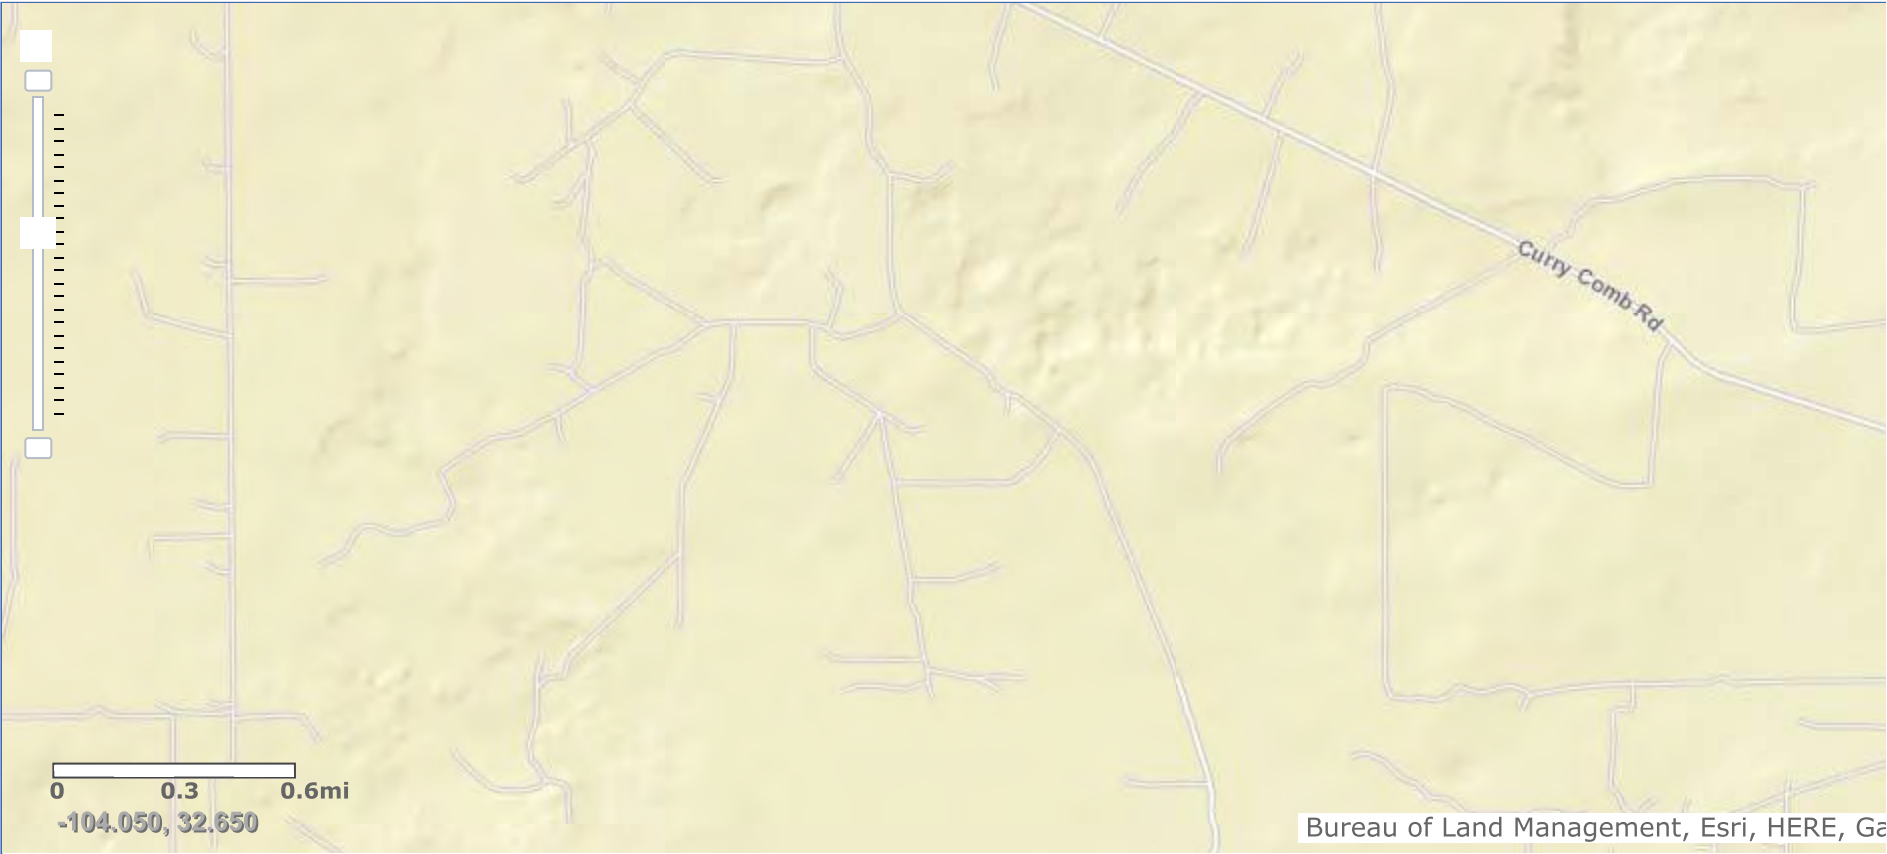 Curry Comb Rd
0 0.3 0.6mi
-104.050, 32.650
Bureau of Land Management, Esri, HERE, Ga